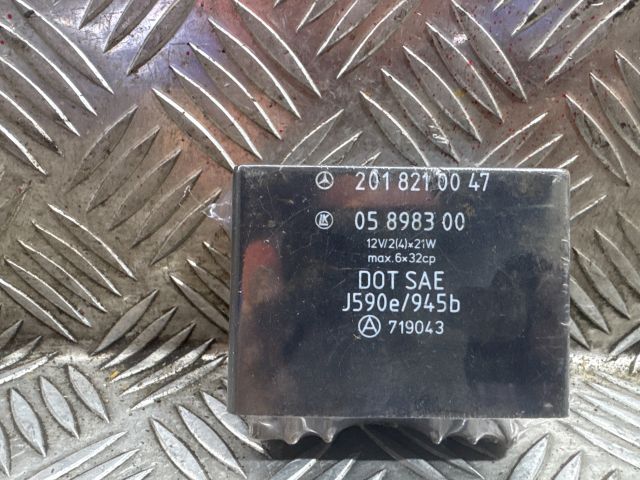 201 821 00 47
LK 05 8983 00
12V/2(4)×21W
max. 6×32cp
DOT SAE
J590e/945b
A 719043